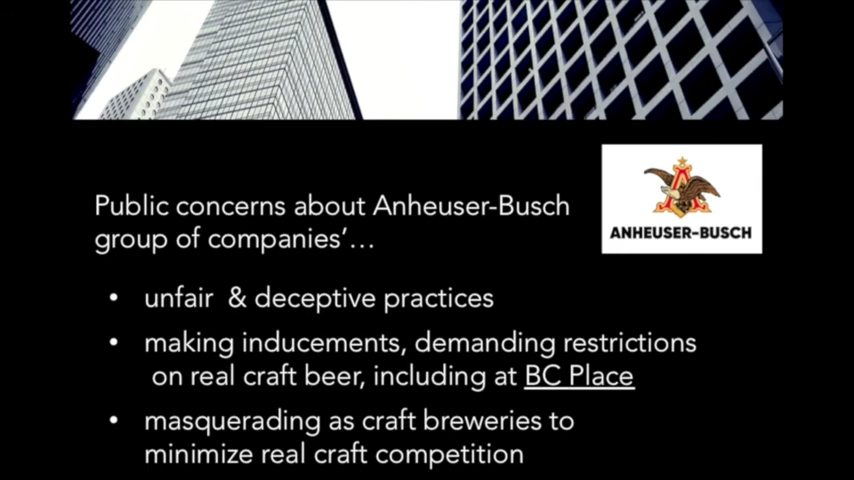 Public concerns about Anheuser-Busch
group of companies'...
ANHEUSER-BUSCH
• unfair & deceptive practices
• making inducements, demanding restrictions
on real craft beer, including at BC Place
• masquerading as craft breweries to
minimize real craft competition